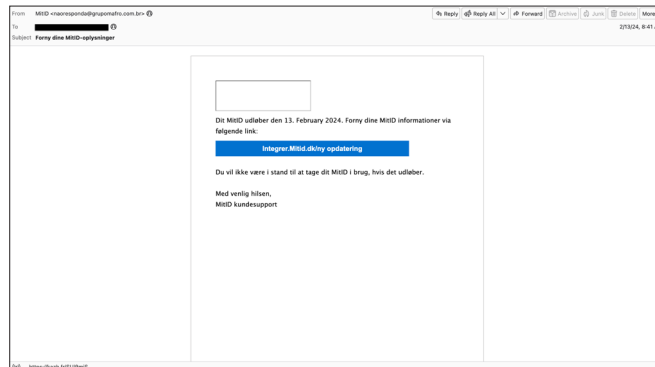 From MitID <naoresponda@grupomafro.com.br>
Reply Reply All Forward Archive Junk Delete More
To
2/13/24, 8:41
Subject Forny dine MitID-oplysninger
Dit MitID udløber den 13. February 2024. Forny dine MitID informationer via
følgende link:
Integrer.Mitid.dk/ny opdatering
Du vil ikke være i stand til at tage dit MitID i brug, hvis det udløber.
Med venlig hilsen,
MitID kundesupport